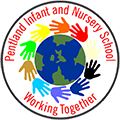 Pentland Infant and Nursery School
Working Together